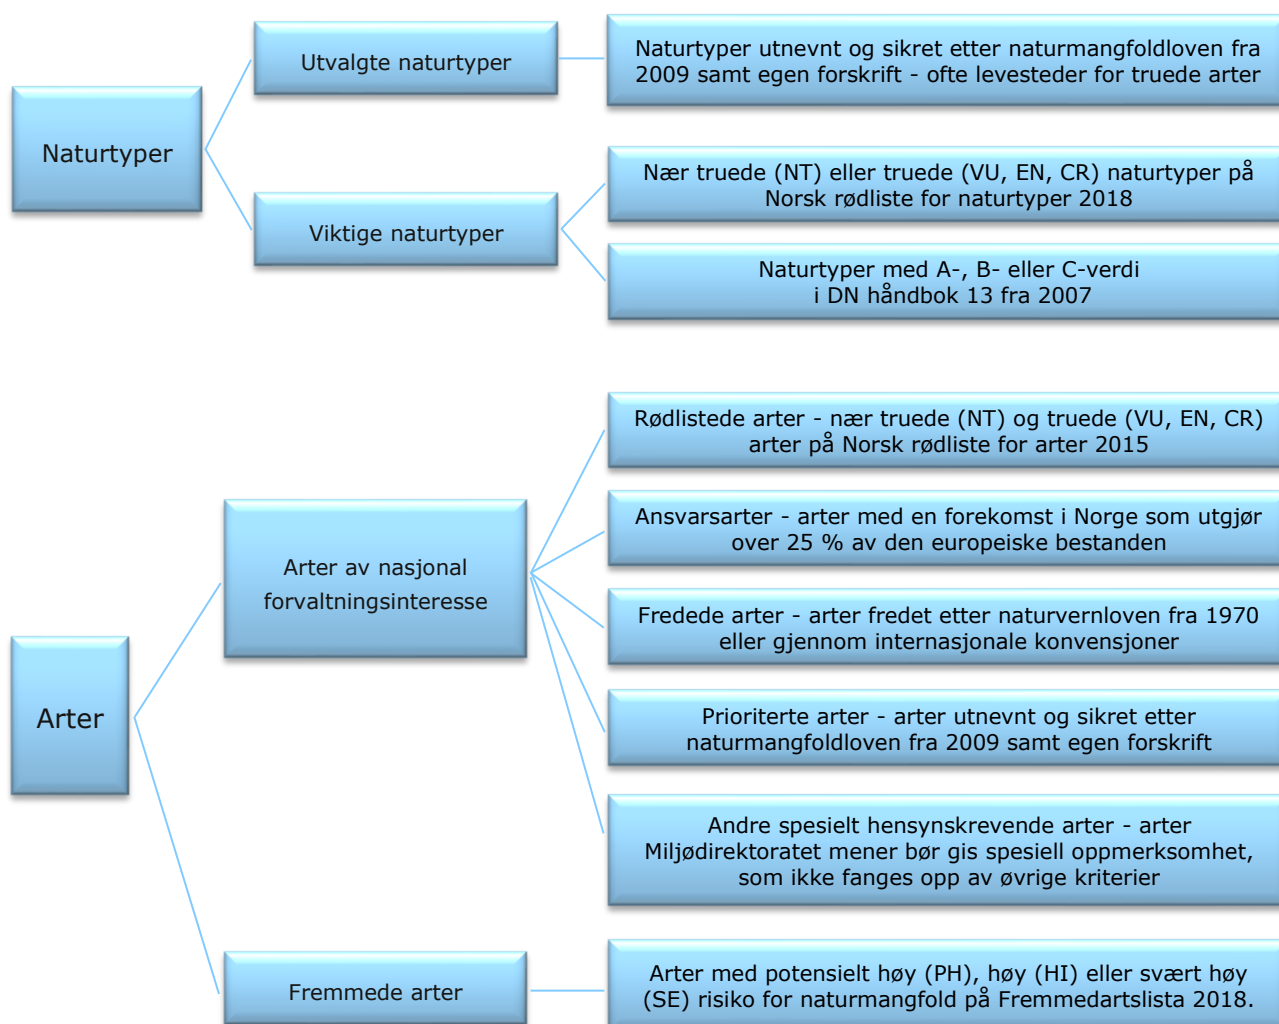 Naturtyper
Utvalgte naturtyper
Naturtyper utnevnt og sikret etter naturmangfoldloven fra
2009 samt egen forskrift - ofte levesteder for truede arter
Viktige naturtyper
Nær truede (NT) eller truede (VU, EN, CR) naturtyper på
Norsk rødliste for naturtyper 2018
Naturtyper med A-, B- eller C-verdi
i DN håndbok 13 fra 2007
Arter
Arter av nasjonal
forvaltningsinteresse
Rødlistede arter - nær truede (NT) og truede (VU, EN, CR)
arter på Norsk rødliste for arter 2015
Ansvarsarter - arter med en forekomst i Norge som utgjør
over 25 % av den europeiske bestanden
Fredede arter - arter fredet etter naturvernloven fra 1970
eller gjennom internasjonale konvensjoner
Prioriterte arter - arter utnevnt og sikret etter
naturmangfoldloven fra 2009 samt egen forskrift
Andre spesielt hensynskrevende arter - arter
Miljødirektoratet mener bør gis spesiell oppmerksomhet,
som ikke fanges opp av øvrige kriterier
Fremmede arter
Arter med potensielt høy (PH), høy (HI) eller svært høy
(SE) risiko for naturmangfold på Fremmedartslista 2018.